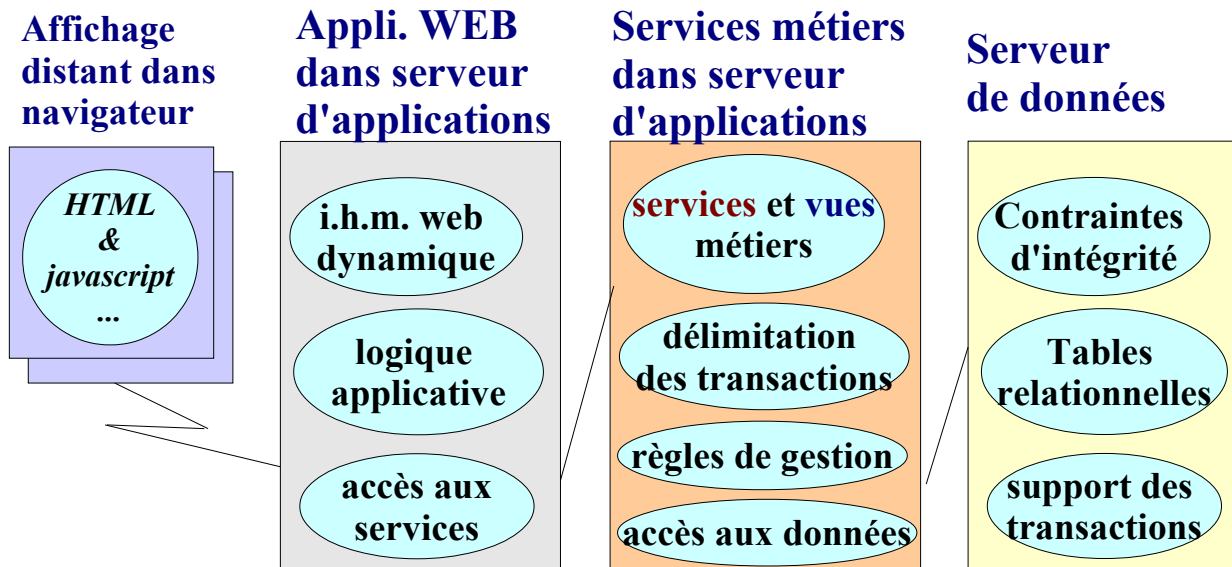 Affichage
distant dans
navigateur
HTML
&
javascript
...
Appli. WEB
dans serveur
d'applications
i.h.m. web
dynamique
logique
applicative
accès aux
services
Services métiers
dans serveur
d'applications
services et vues
métiers
délimitation
des transactions
règles de gestion
accès aux données
Serveur
de données
Contraintes
d'intégrité
Tables
relationnelles
support des
transactions